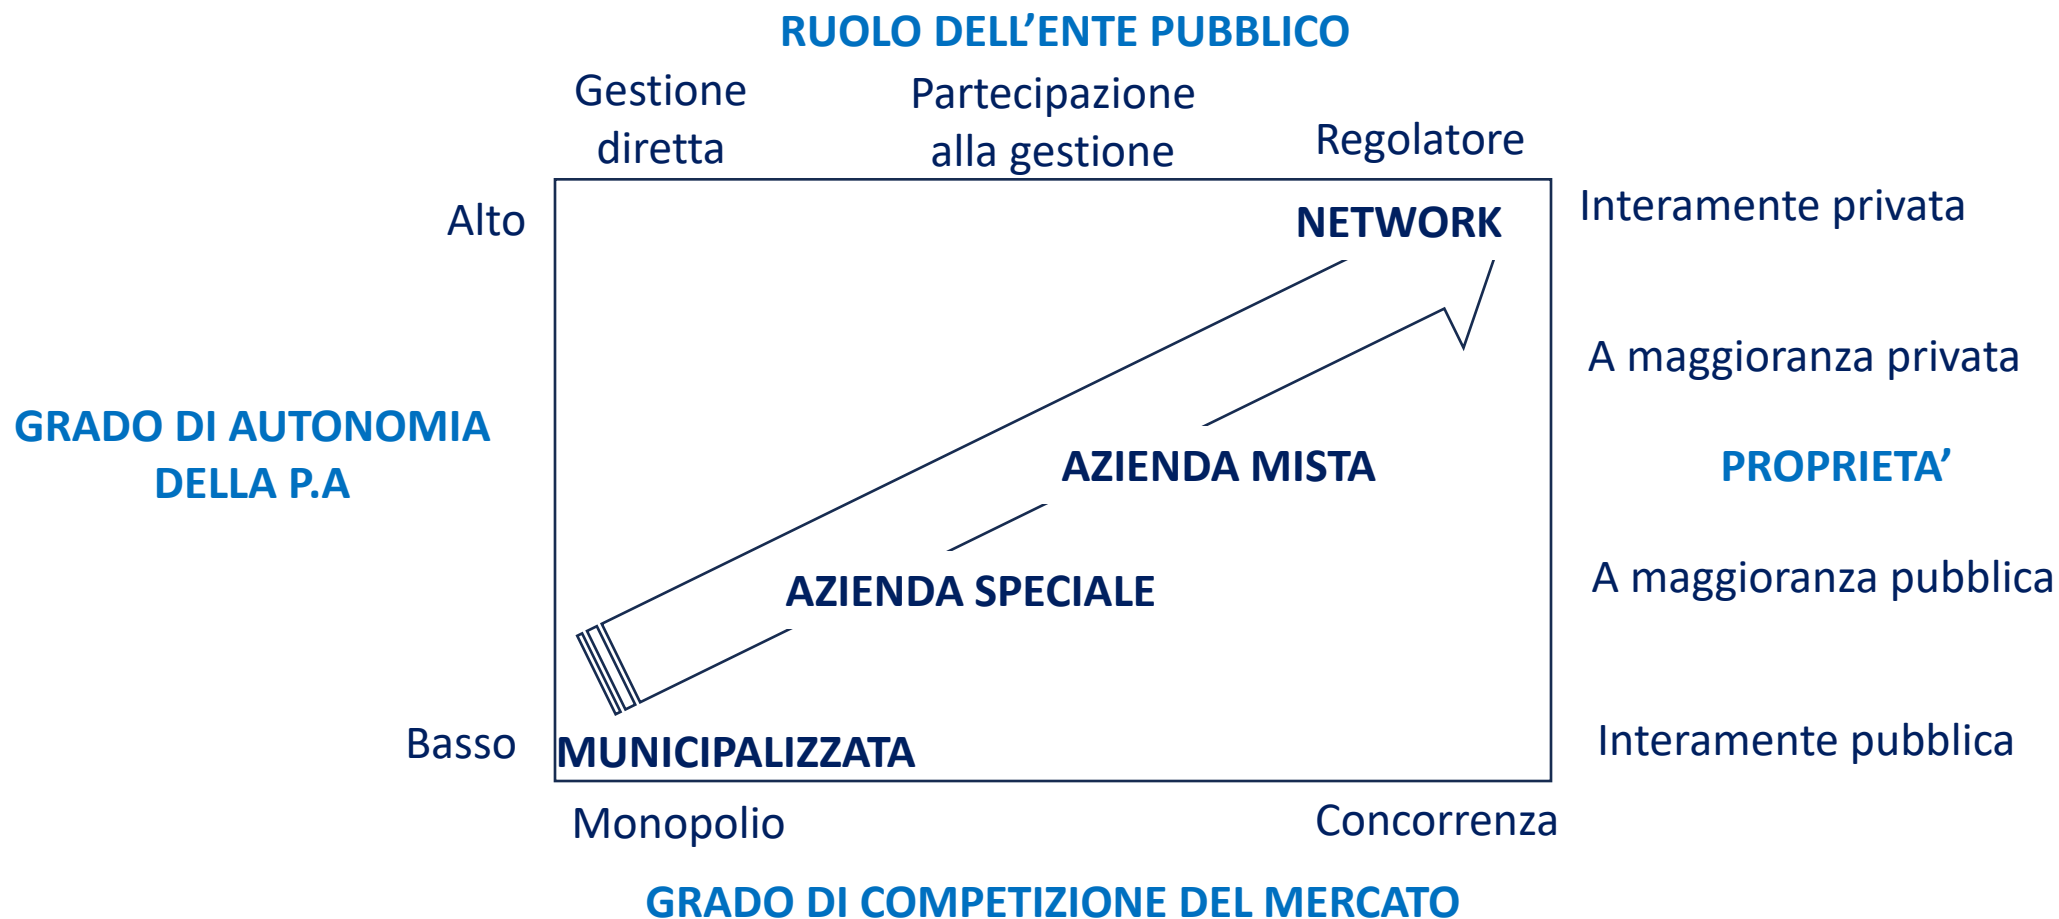 RUOLO DELL’ENTE PUBBLICO
Gestione
diretta
Partecipazione
alla gestione
Regolatore
Alto
NETWORK
Interamente privata
A maggioranza privata
GRADO DI AUTONOMIA
DELLA P.A
AZIENDA MISTA
PROPRIETA’
AZIENDA SPECIALE
A maggioranza pubblica
Basso
MUNICIPALIZZATA
Interamente pubblica
Monopolio
Concorrenza
GRADO DI COMPETIZIONE DEL MERCATO